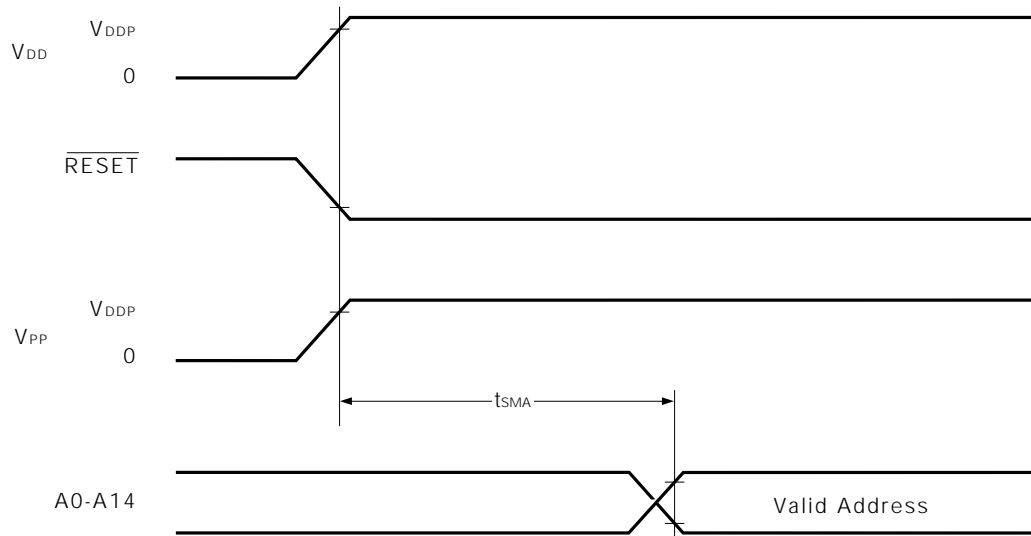 VDDP
VDD
0
RESET
VDDP
VPP
0
tSMA
A0-A14
Valid Address